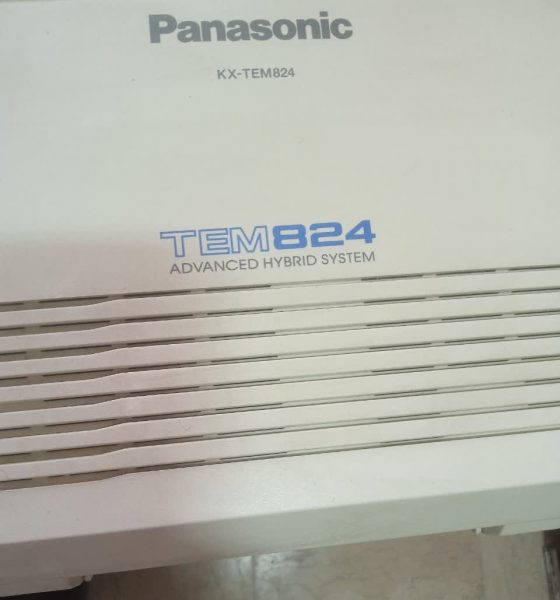 Panasonic
KX-TEM824
TEM824
ADVANCED HYBRID SYSTEM